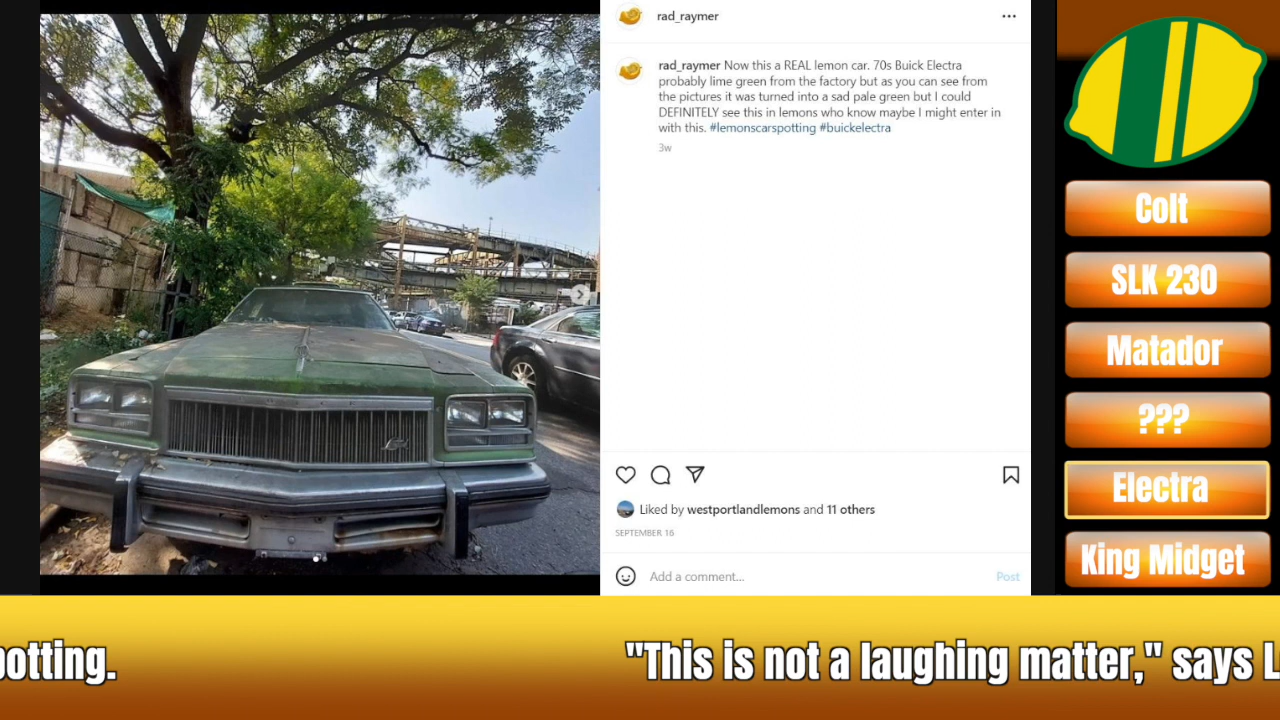 rad_raymer
rad_raymer Now this a REAL lemon car. 70s Buick Electra
probably lime green from the factory but as you can see from
the pictures it was turned into a sad pale green but I could
DEFINITELY see this in lemons who know maybe I might enter in
with this. #lemonscarspotting #buickelectra
3w
Liked by westportlandlemons and 11 others
SEPTEMBER 16
Add a comment...
Post
Colt
SLK 230
Matador
???
Electra
King Midget
potting.
"This is not a laughing matter," says L